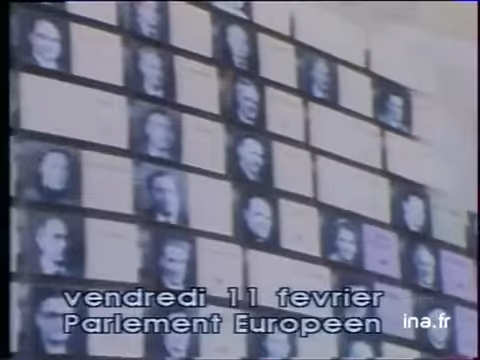 vendredi 11 fevrier
Parlement Europeen
ina.fr